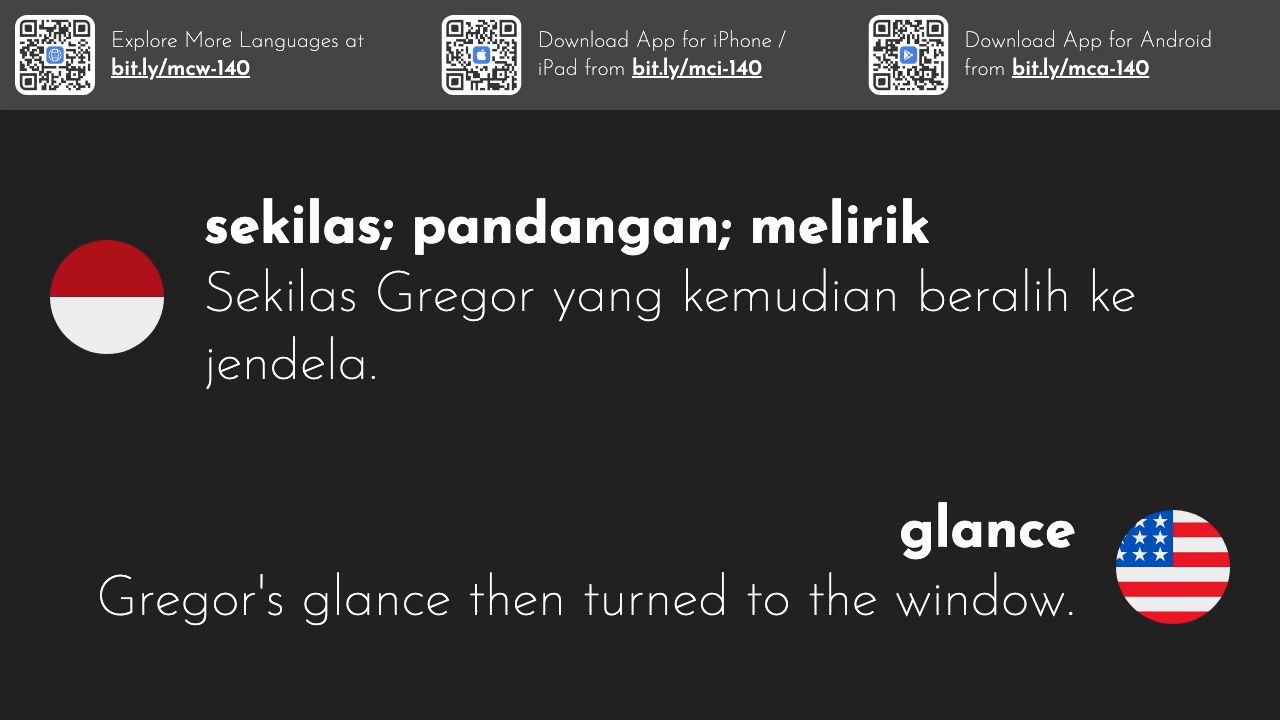 Explore More Languages at
bit.ly/mcw-140
Download App for iPhone /
iPad from bit.ly/mci-140
Download App for Android
from bit.ly/mca-140
sekilas; pandangan; melirik
Sekilas Gregor yang kemudian beralih ke
jendela.
glance
Gregor's glance then turned to the window.